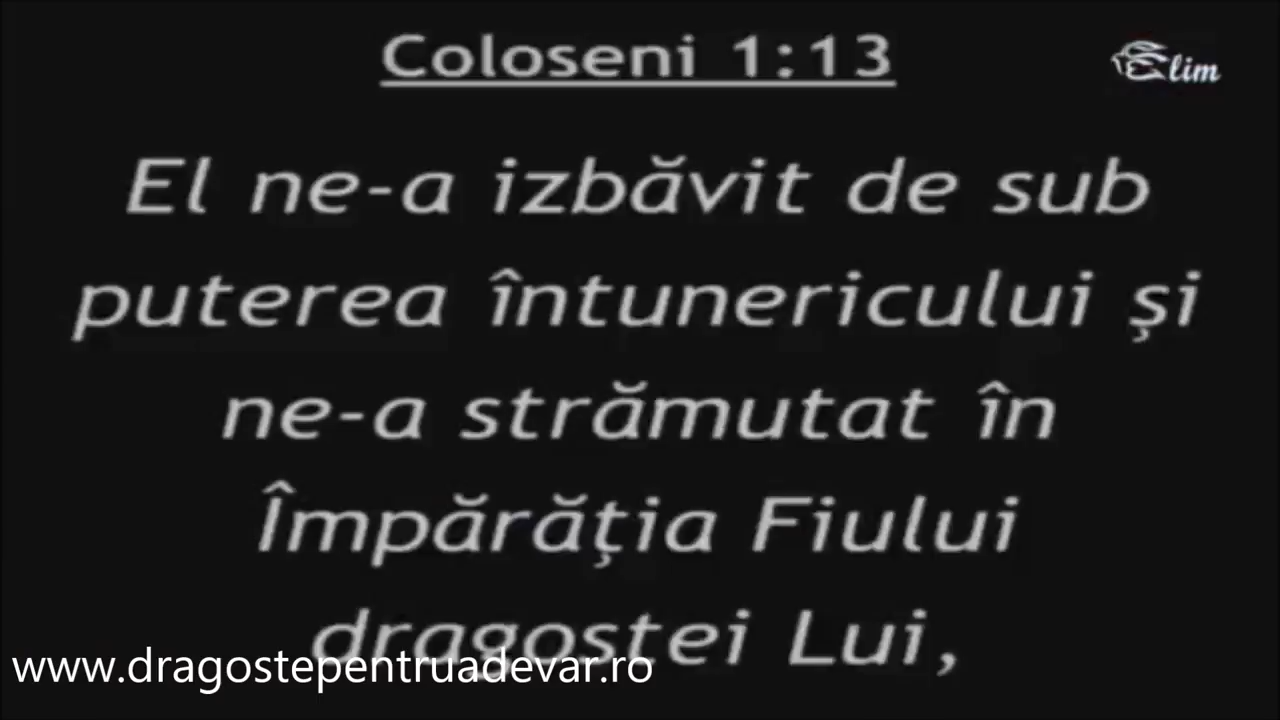 Coloseni 1:13
Elim
El ne-a izbăvit de sub
puterea întunericului și
ne-a strămutat în
Împărăția Fiului
dragostei Lui,
www.dragostepentruadevar.ro